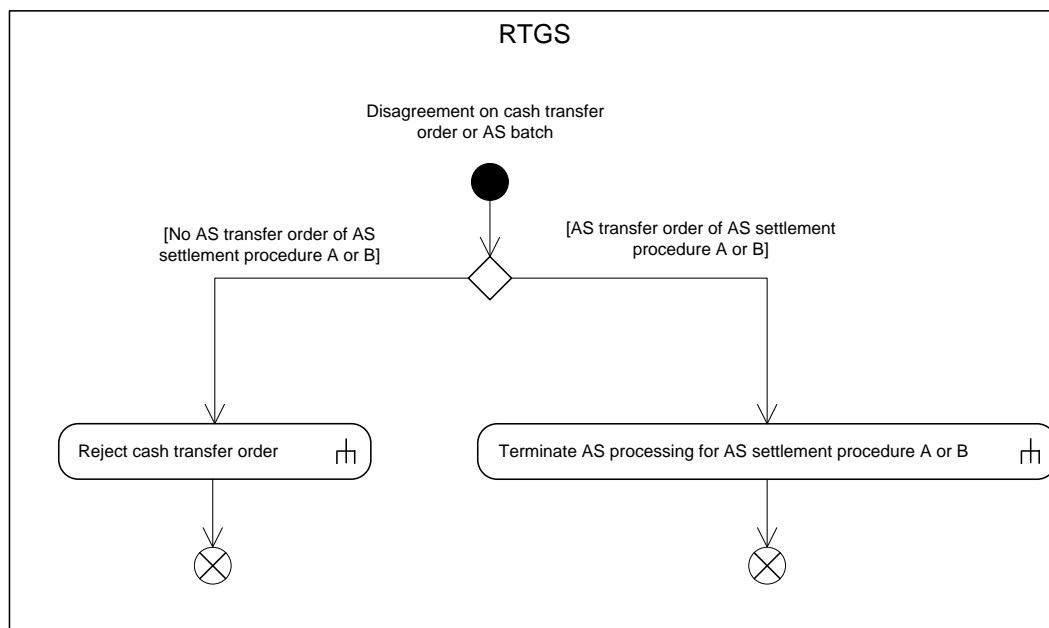 RTGS
Disagreement on cash transfer
order or AS batch
[No AS transfer order of AS
settlement procedure A or B]
[AS transfer order of AS settlement
procedure A or B]
Reject cash transfer order
Terminate AS processing for AS settlement procedure A or B